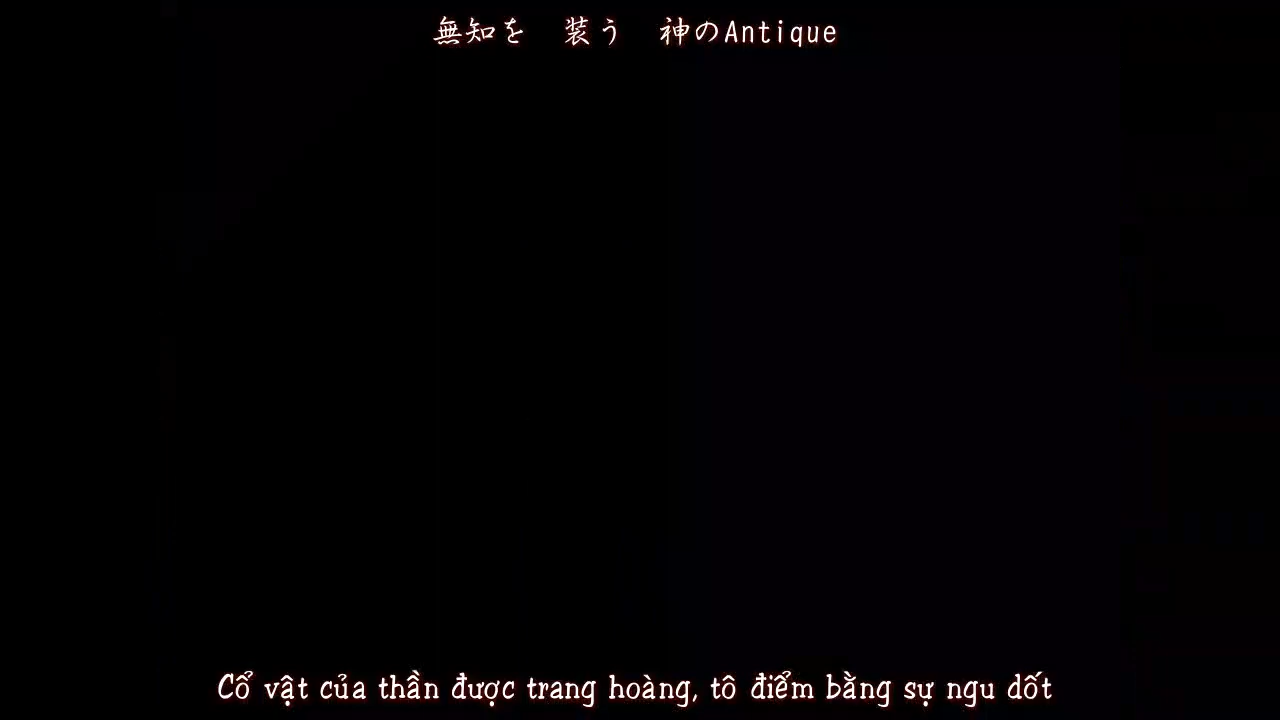 無知を　装う　神のAntique
Cổ vật của thần được trang hoàng, tô điểm bằng sự ngu dốt